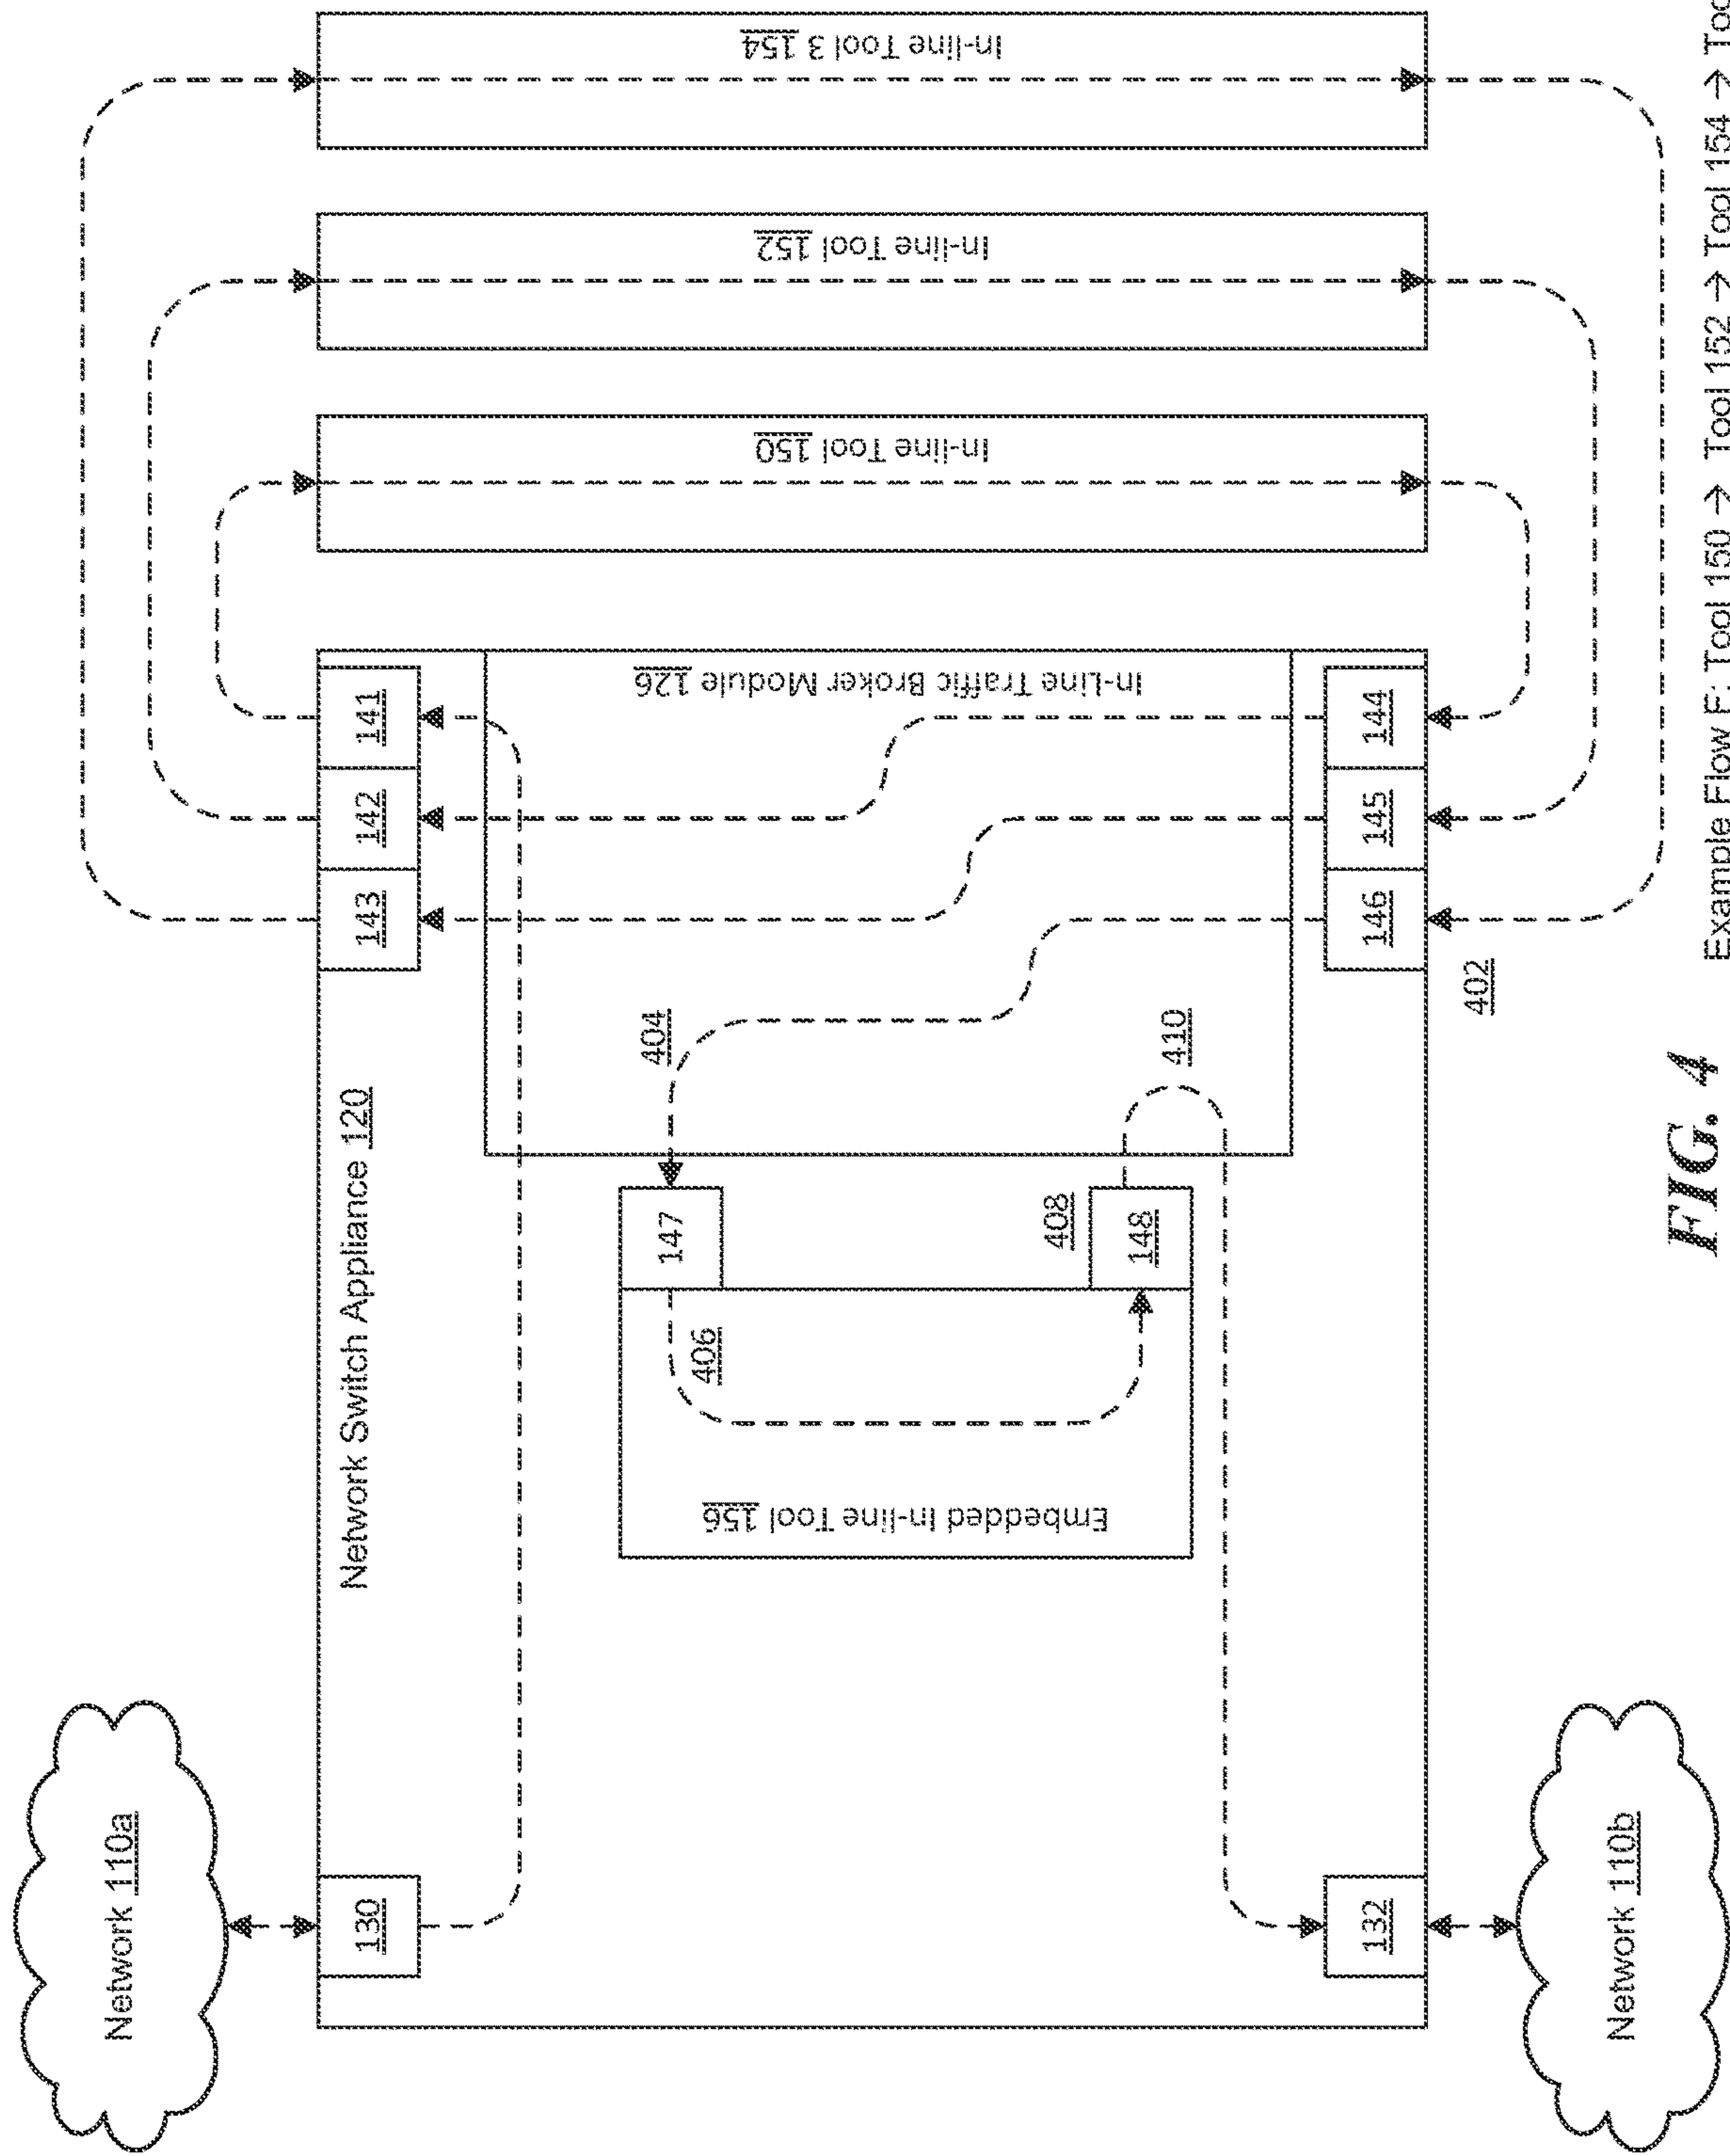 Network 110a
Network 110b
130
132
Network Switch Appliance 120
Embedded In-line Tool 156
406
147
408
148
404
410
402
143
142
141
146
145
144
In-Line Traffic Broker Module 126
In-line Tool 150
In-line Tool 152
In-line Tool 3 154
FIG. 4
Example Flow F: Tool 150 → Tool 152 → Tool 154 →